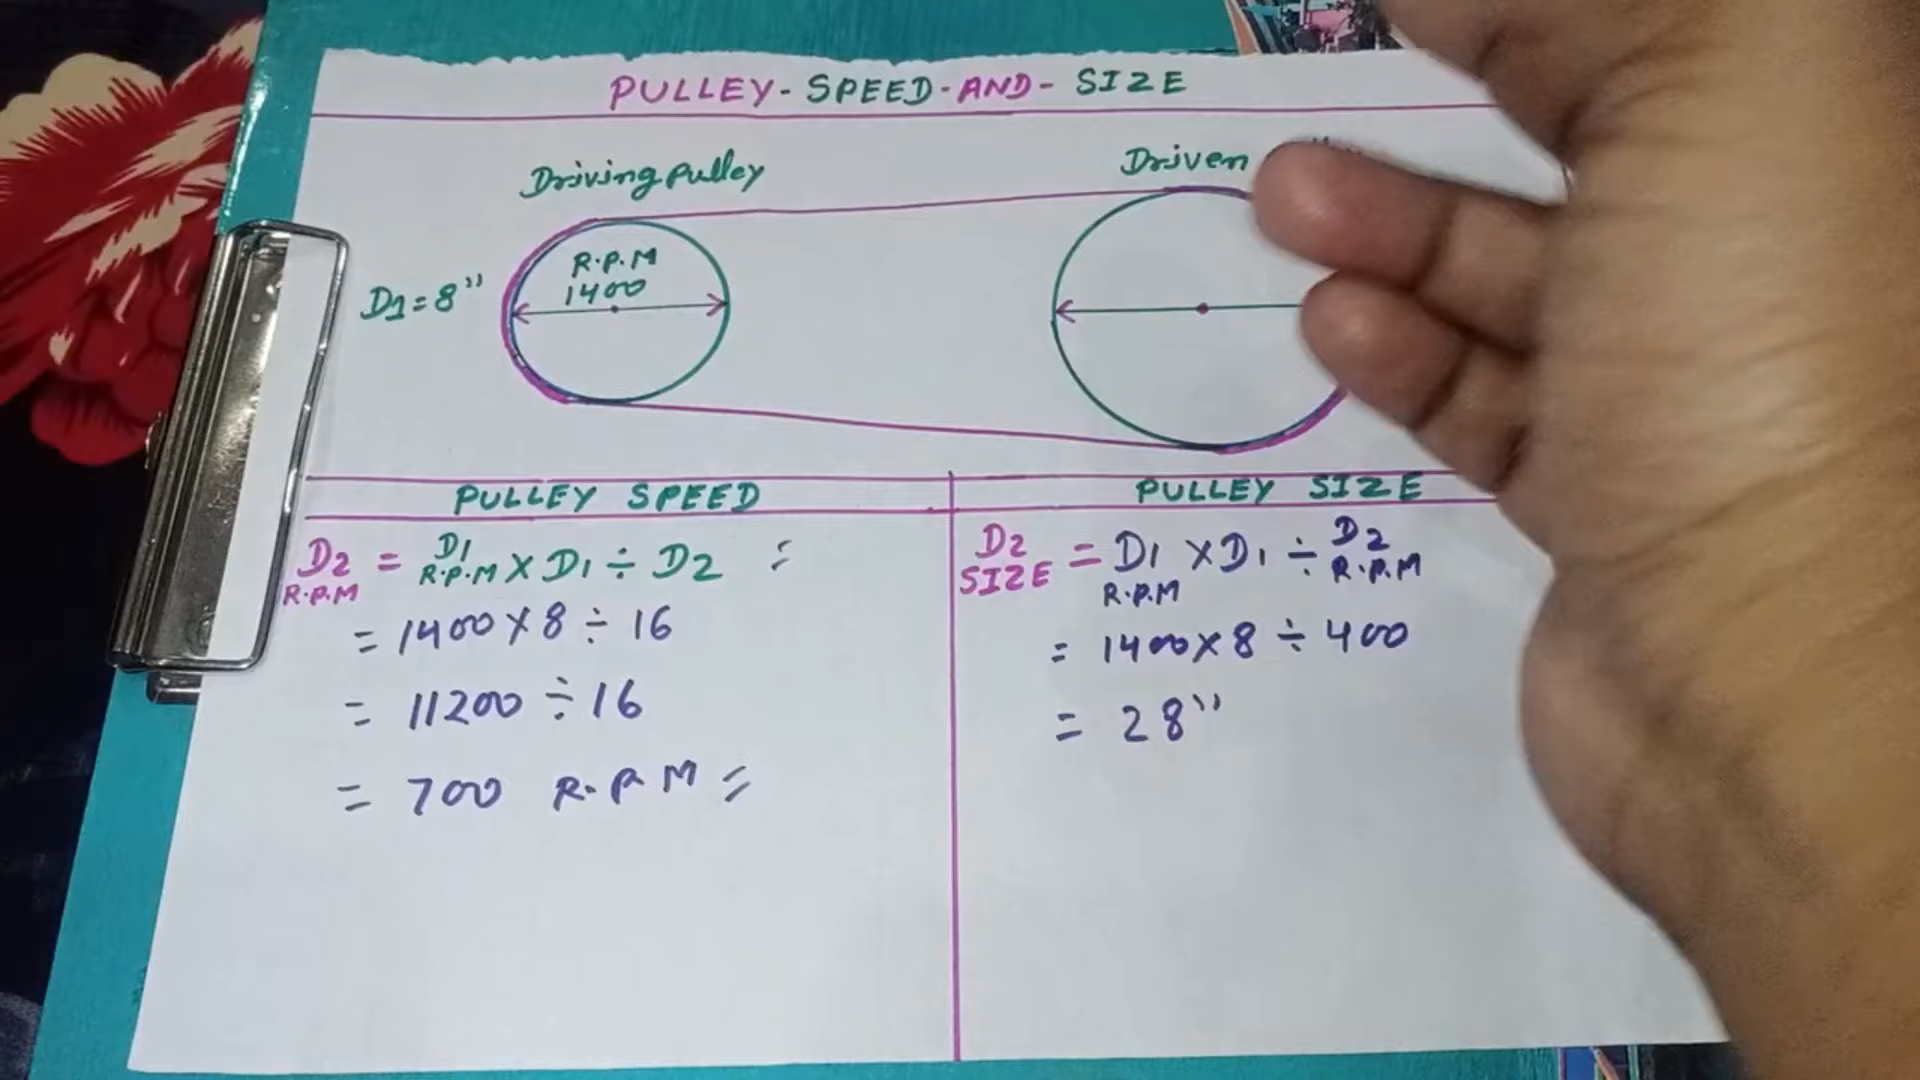 PULLEY-SPEED-AND-SIZE
Driving pulley
Driven
R.P.M
1400
D1=8"
PULLEY SPEED
D2 R.P.M = D1 R.P.M × D1 ÷ D2 =
= 1400×8 ÷ 16
= 11200 ÷ 16
= 700 R.P.M =
PULLEY SIZE
D2 SIZE = D1 R.P.M × D1 ÷ D2 R.P.M
= 1400×8 ÷ 400
= 28"